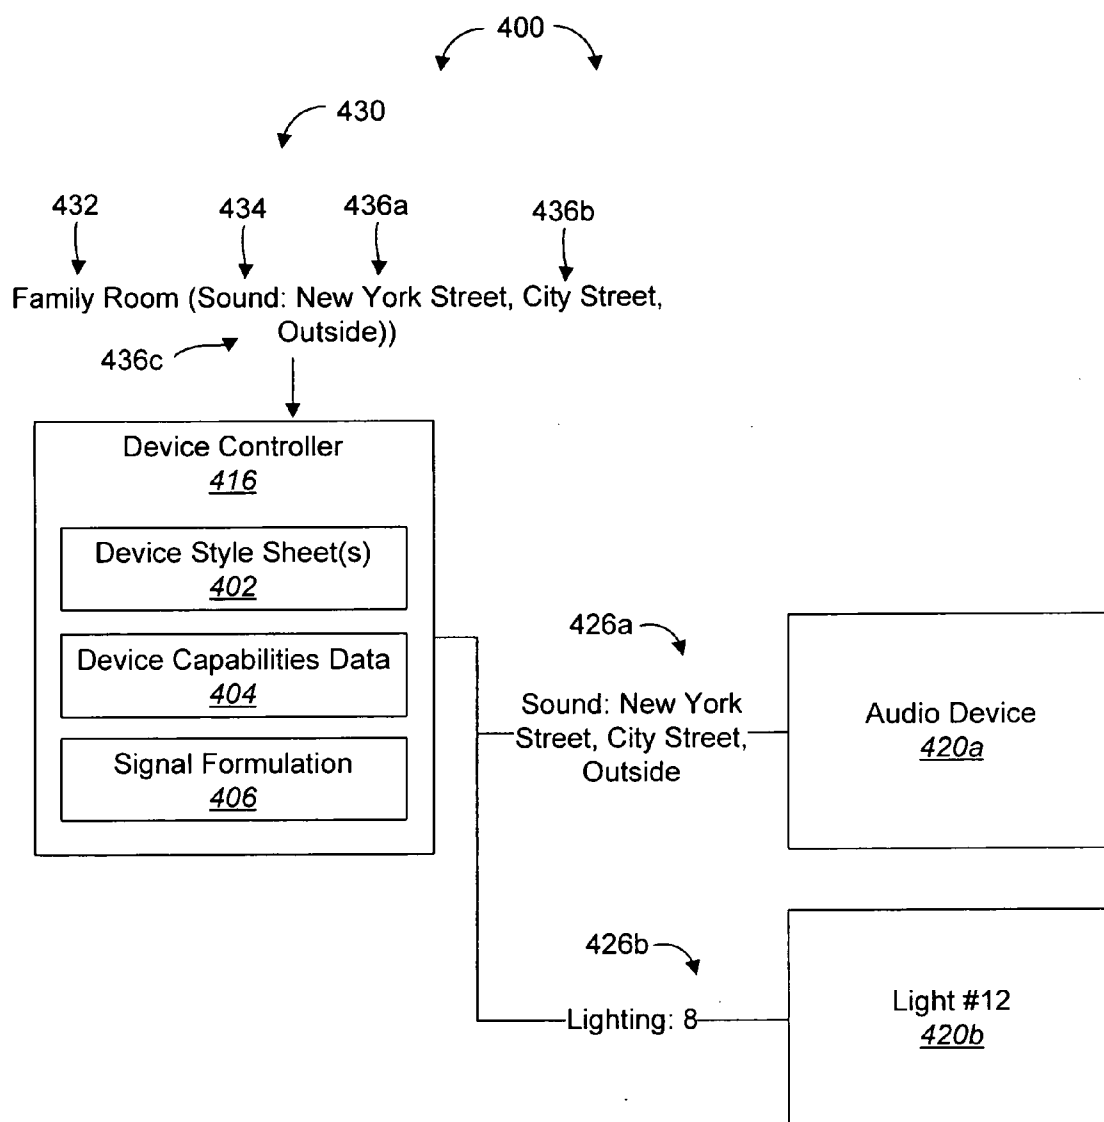 400
430
432
434
436a
436b
Family Room (Sound: New York Street, City Street,
Outside))
436c
Device Controller
416
Device Style Sheet(s)
402
Device Capabilities Data
404
Signal Formulation
406
426a
Sound: New York
Street, City Street,
Outside
Audio Device
420a
426b
Lighting: 8
Light #12
420b